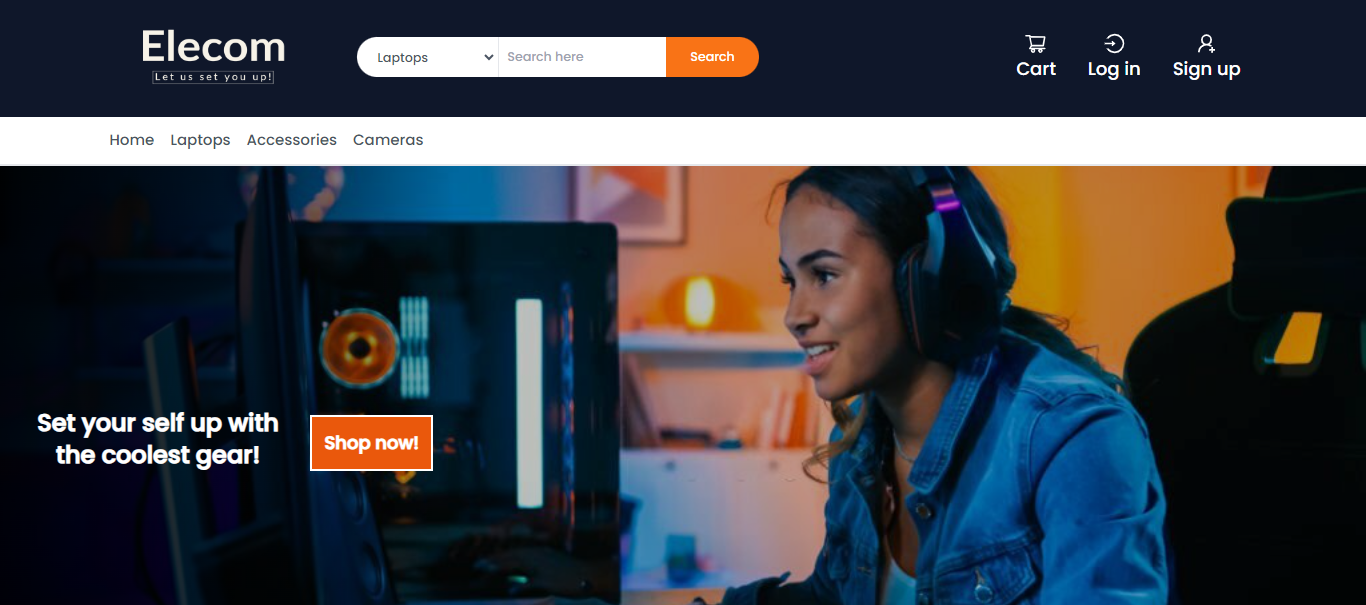 Elecom
Let us set you up!
Laptops
Search here
Search
Cart
Log in
Sign up
Home
Laptops
Accessories
Cameras
Set your self up with
the coolest gear!
Shop now!